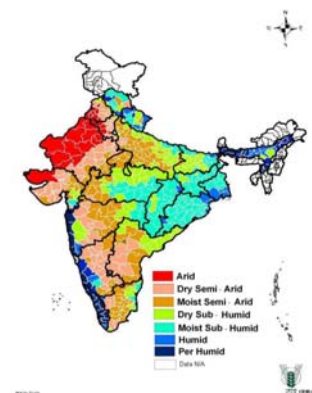 N
Arid
Dry Semi - Arid
Moist Semi - Arid
Dry Sub - Humid
Moist Sub - Humid
Humid
Per Humid
Data N/A